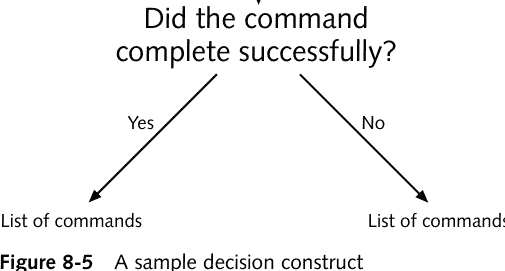 Did the command
complete successfully?
Yes
No
List of commands
List of commands
Figure 8-5 A sample decision construct